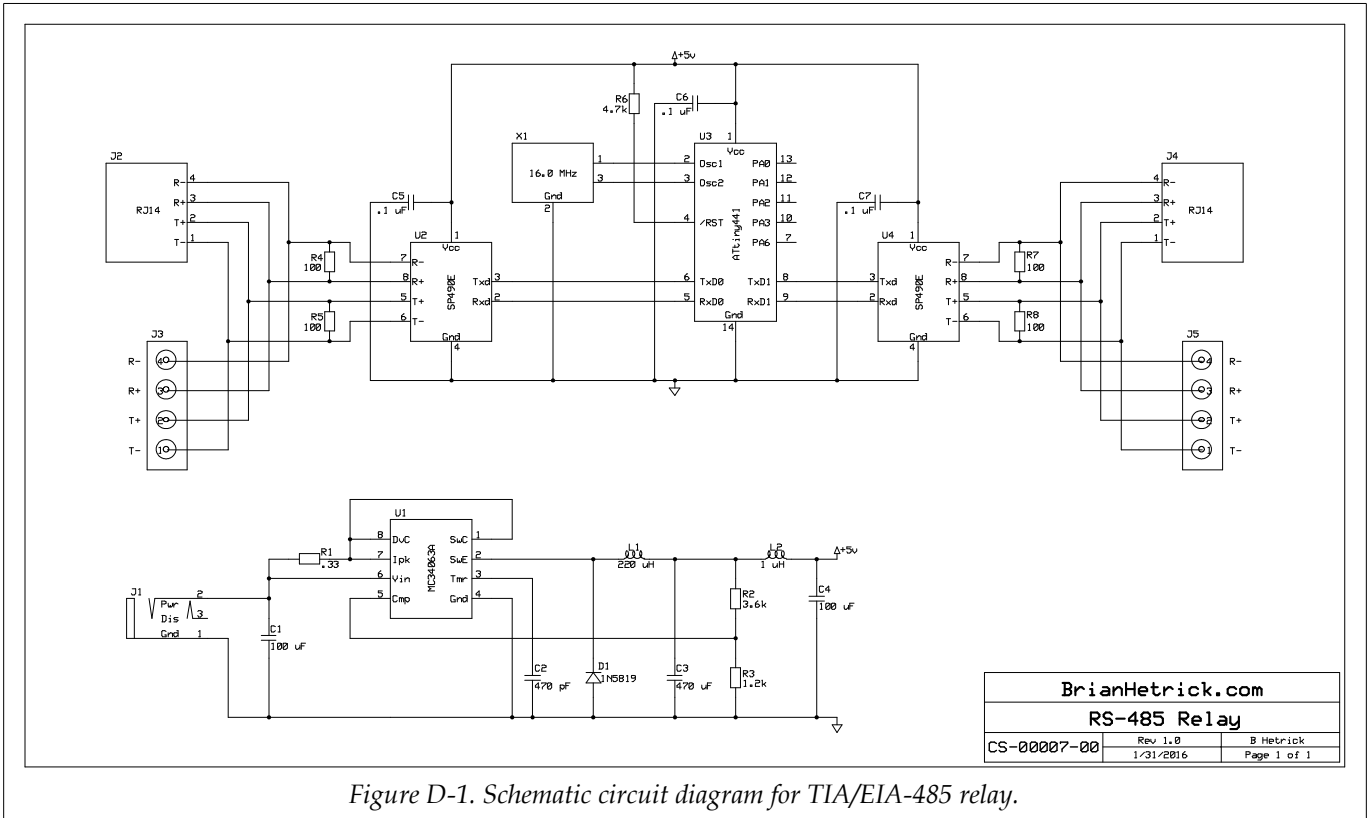 +5v
R6
4.7k
C6
.1 uF
U3
1
Vcc
X1
16.0 MHz
Gnd
2
1
3
2
Osc1
3
Osc2
4
/RST
6
TxD0
5
RxD0
ATtiny441
PA0
13
PA1
12
PA2
11
PA3
10
PA6
7
TxD1
8
RxD1
9
Gnd
14
J2
RJ14
R-
4
R+
3
T+
2
T-
1
C5
.1 uF
U2
1
Vcc
7
R-
8
R+
5
T+
6
T-
SP490E
Txd
3
Rxd
2
Gnd
4
R4
100
R5
100
J3
R-
4
R+
3
T+
2
T-
1
C7
.1 uF
U4
1
Vcc
3
Txd
2
Rxd
SP490E
R-
7
R+
8
T+
5
T-
6
Gnd
4
R7
100
R8
100
J4
4
R-
3
R+
2
T+
1
T-
RJ14
J5
4
R-
3
R+
2
T+
1
T-
U1
8
DvC
7
Ipk
6
Vin
5
Cmp
MC34063A
SwC
1
SwE
2
Tmr
3
Gnd
4
R1
.33
J1
Pwr
2
Dis
3
Gnd
1
C1
100 uF
C2
470 pF
D1
1N5819
L1
220 uH
C3
470 uF
R2
3.6k
R3
1.2k
L2
1 uH
+5v
C4
100 uF
BrianHetrick.com
RS-485 Relay
CS-00007-00
Rev 1.0
1/31/2016
B Hetrick
Page 1 of 1
Figure D-1. Schematic circuit diagram for TIA/EIA-485 relay.